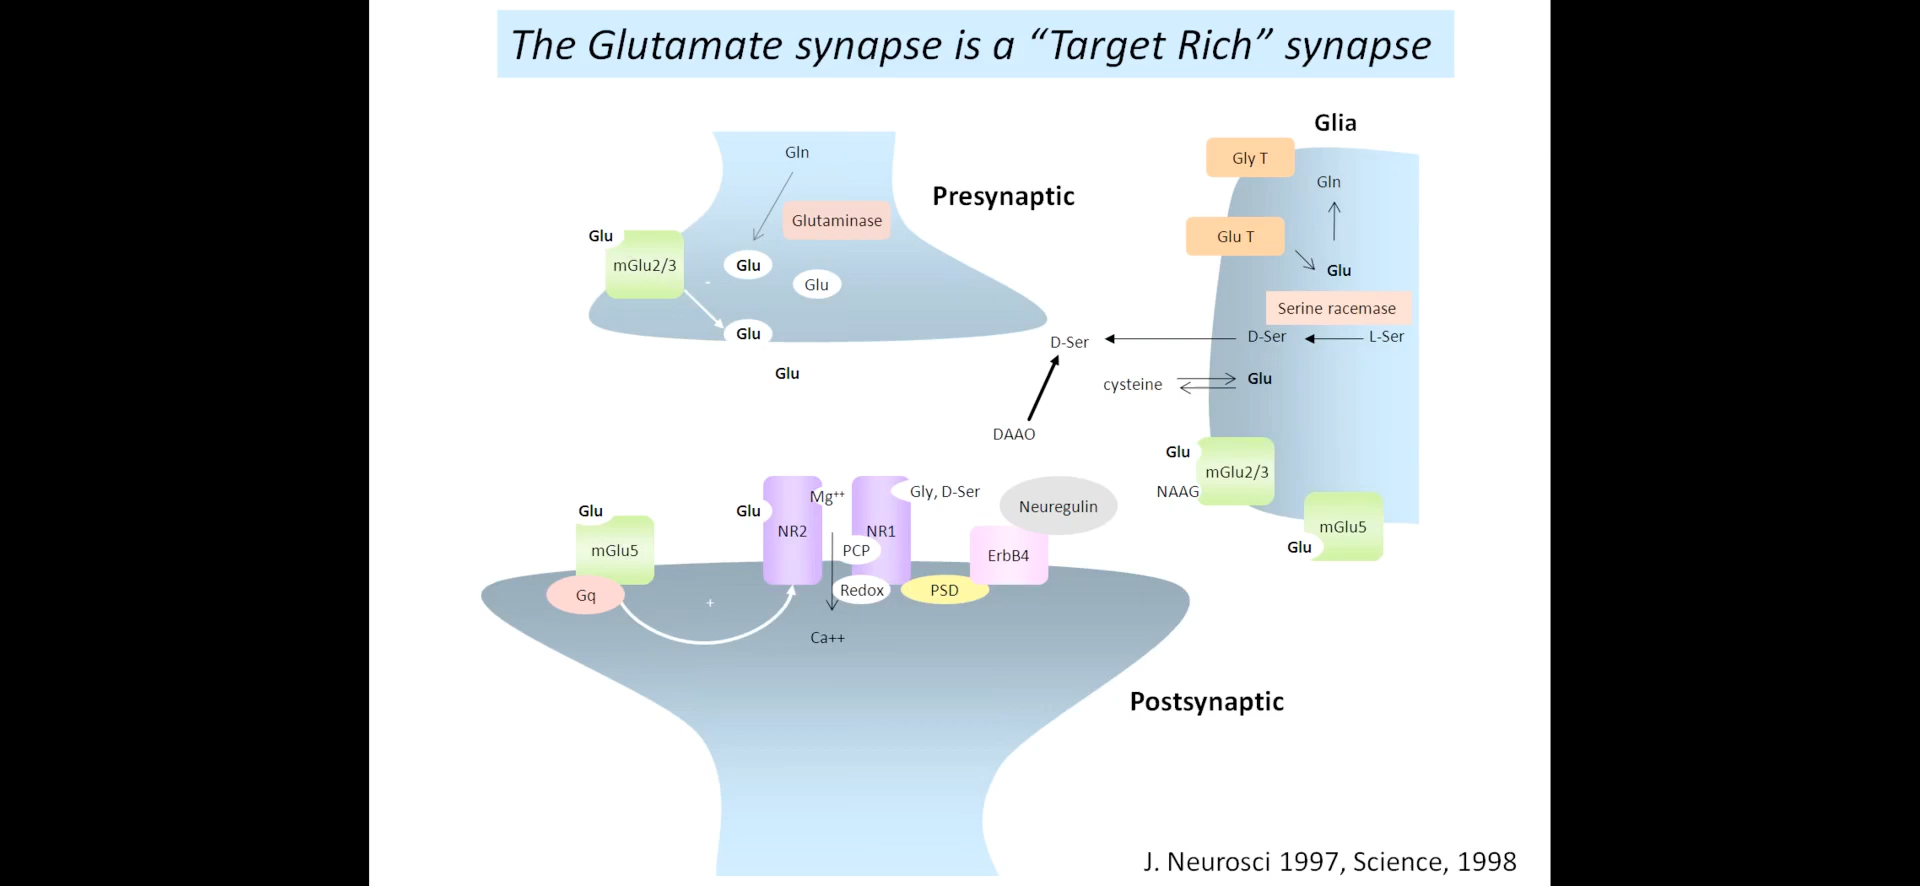 The Glutamate synapse is a “Target Rich” synapse
Glia
Gly T
Gln
Gln
Presynaptic
Glutaminase
Glu
mGlu2/3
Glu
-
Glu
Glu
Glu
Glu T
Glu
Serine racemase
D-Ser
D-Ser
L-Ser
cysteine
Glu
DAAO
Glu
mGlu2/3
NAAG
mGlu5
Glu
Glu
mGlu5
Gq
+
Glu
NR2
Mg++
NR1
Gly, D-Ser
PCP
Redox
Ca++
PSD
Neuregulin
ErbB4
Postsynaptic
J. Neurosci 1997, Science, 1998